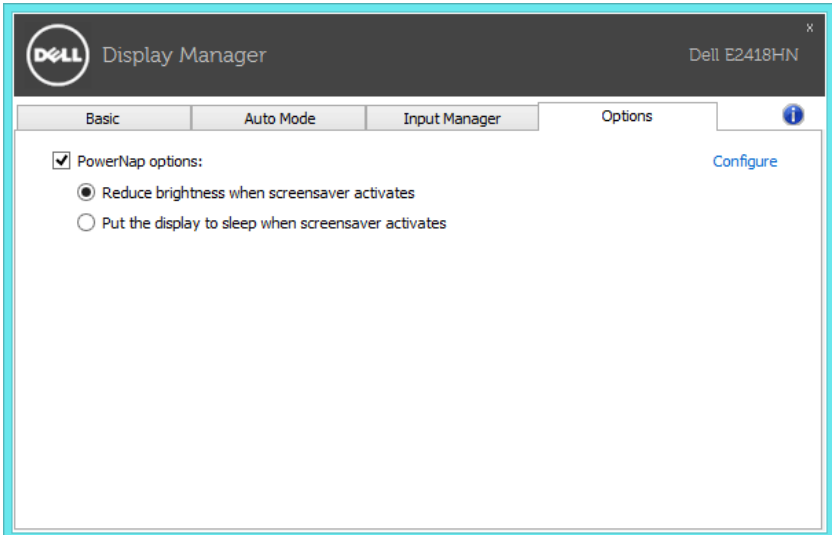 x
DELL Display Manager Dell E2418HN
Basic Auto Mode Input Manager Options i
PowerNap options: Configure
Reduce brightness when screensaver activates
Put the display to sleep when screensaver activates